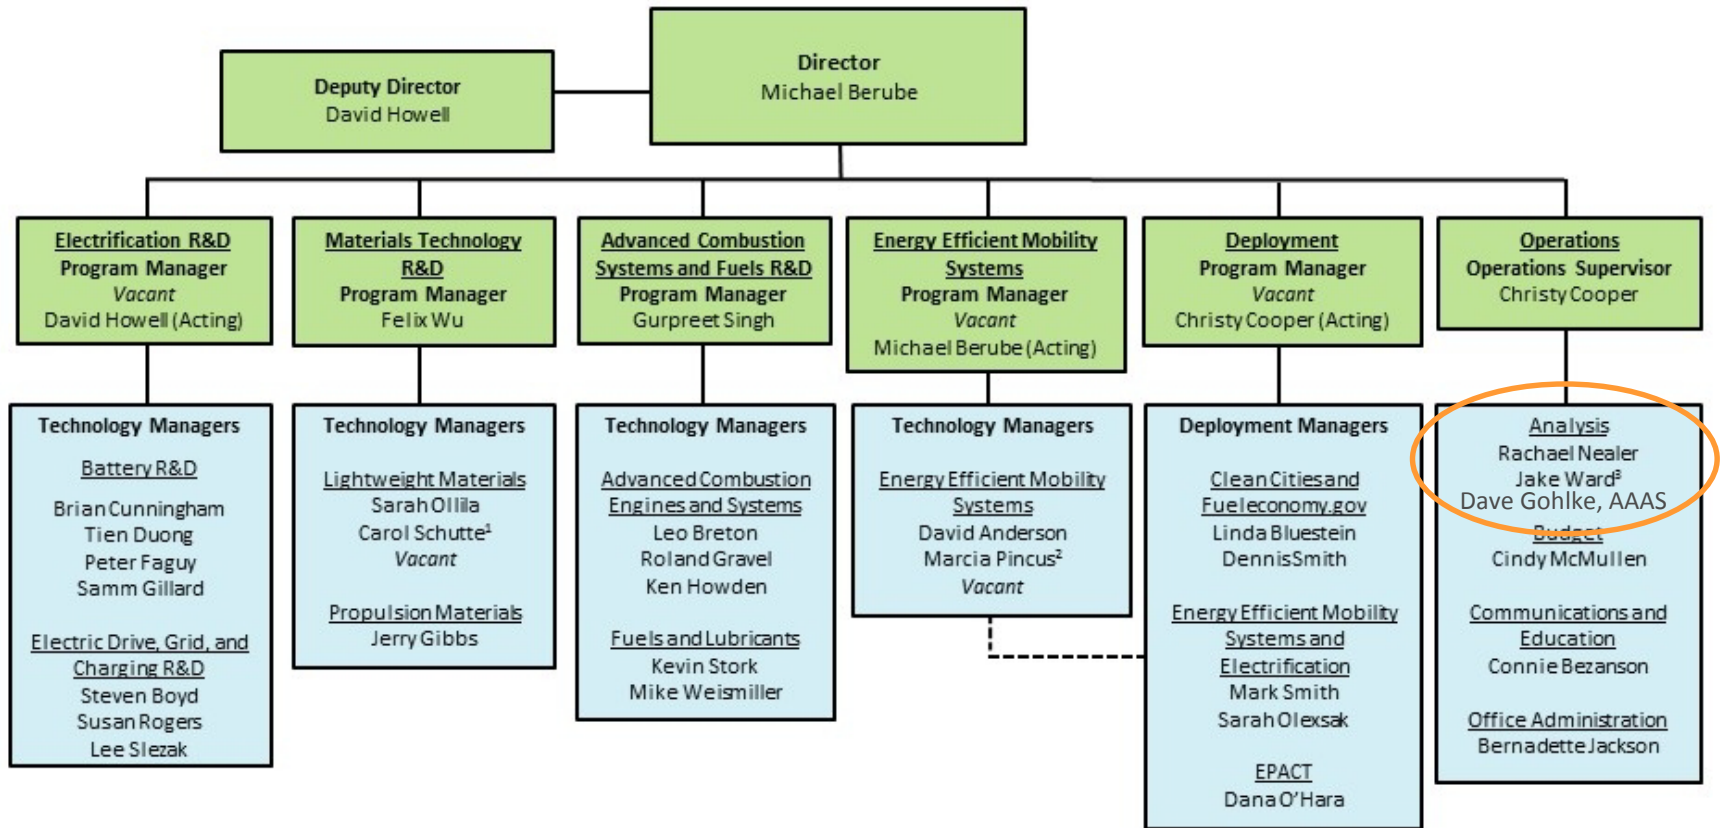 Director
Michael Berube
Deputy Director
David Howell
Electrification R&D
Program Manager
Vacant
David Howell (Acting)
Materials Technology
R&D
Program Manager
Felix Wu
Advanced Combustion
Systems and Fuels R&D
Program Manager
Gurpreet Singh
Energy Efficient Mobility
Systems
Program Manager
Vacant
Michael Berube (Acting)
Deployment
Program Manager
Vacant
Christy Cooper (Acting)
Operations
Operations Supervisor
Christy Cooper
Technology Managers
Battery R&D
Brian Cunningham
Tien Duong
Peter Faguy
Samm Gillard
Electric Drive, Grid, and
Charging R&D
Steven Boyd
Susan Rogers
Lee Slezak
Technology Managers
Lightweight Materials
Sarah Ollila
Carol Schutte¹
Vacant
Propulsion Materials
Jerry Gibbs
Technology Managers
Advanced Combustion
Engines and Systems
Leo Breton
Roland Gravel
Ken Howden
Fuels and Lubricants
Kevin Stork
Mike Weismiller
Technology Managers
Energy Efficient Mobility
Systems
David Anderson
Marcia Pincus²
Vacant
Deployment Managers
Clean Cities and
Fueleconomy.gov
Linda Bluestein
Dennis Smith
Energy Efficient Mobility
Systems and
Electrification
Mark Smith
Sarah Olexsak
EPACT
Dana O'Hara
Analysis
Rachael Nealer
Jake Ward³
Dave Gohlke, AAAS
Budget
Cindy McMullen
Communications and
Education
Connie Bezanson
Office Administration
Bernadette Jackson